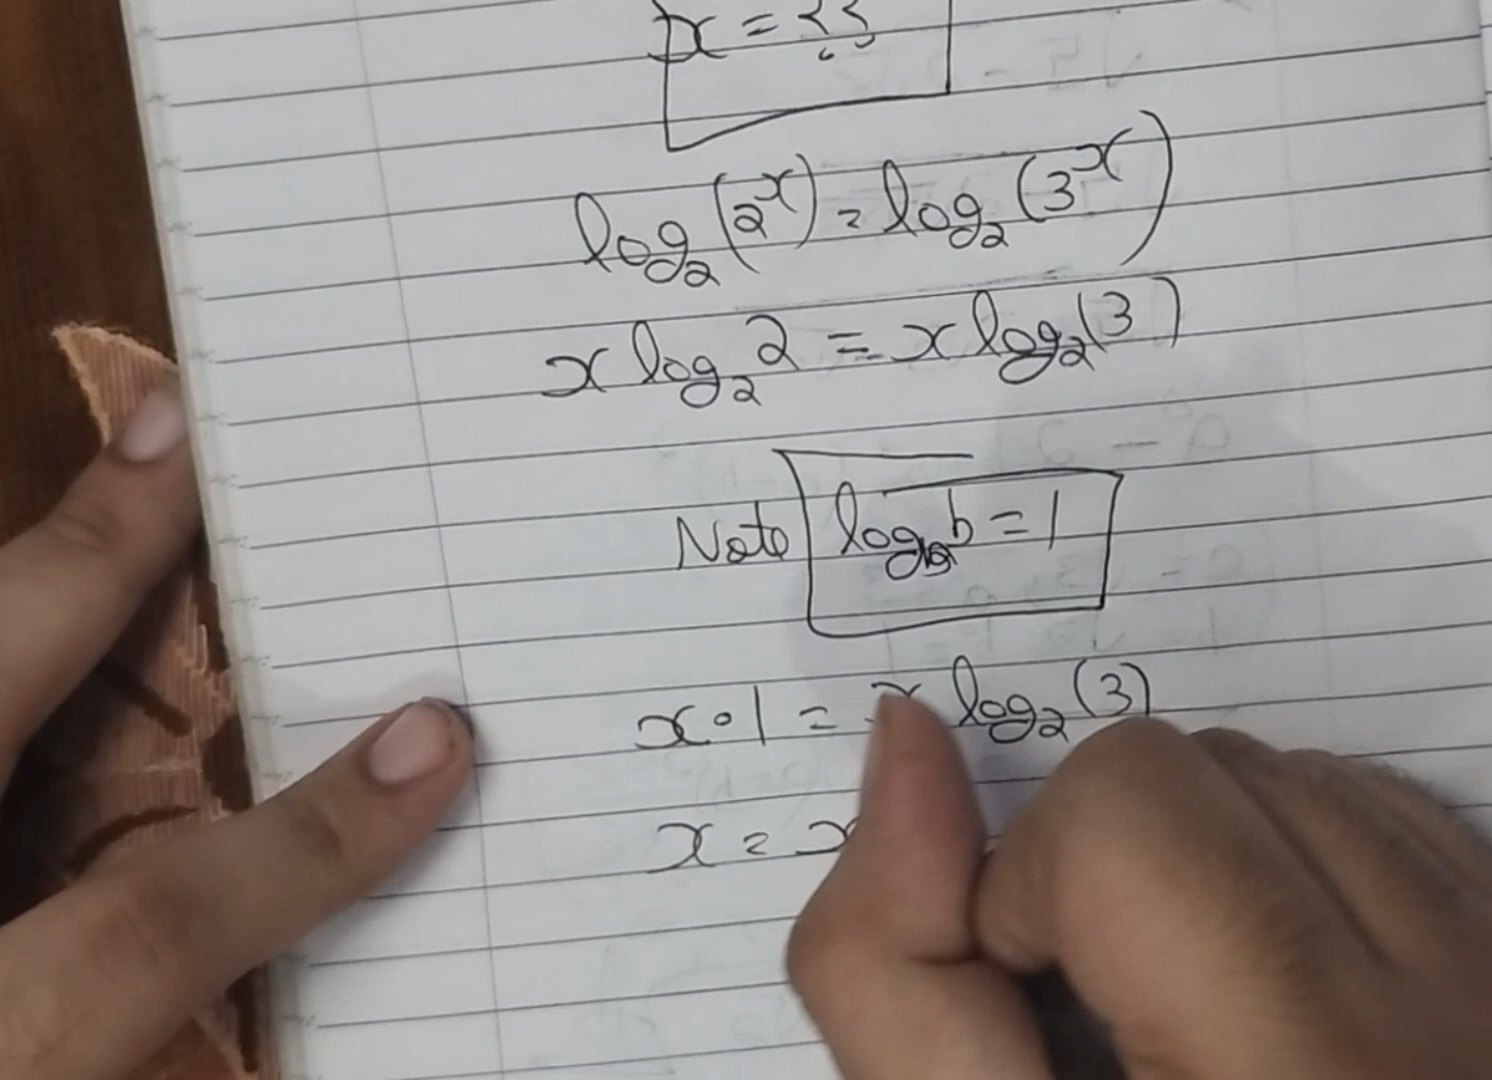 x = ??
log₂(2ˣ) = log₂(3ˣ)
x log₂ 2 = x log₂(3)
Note log_b b = 1
x·1 = x log₂(3)
x = x